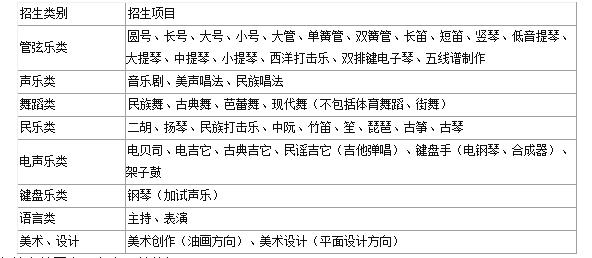 招生类别 招生项目
管弦乐类 圆号、长号、大号、小号、大管、单簧管、双簧管、长笛、短笛、竖琴、低音提琴、
大提琴、中提琴、小提琴、西洋打击乐、双排键电子琴、五线谱制作
声乐类 音乐剧、美声唱法、民族唱法
舞蹈类 民族舞、古典舞、芭蕾舞、现代舞（不包括体育舞蹈、街舞）
民乐类 二胡、扬琴、民族打击乐、中阮、竹笛、笙、琵琶、古筝、古琴
电声乐类 电贝司、电吉它、古典吉它、民谣吉它（吉他弹唱）、键盘手（电钢琴、合成器）、
架子鼓
键盘乐类 钢琴（加试声乐）
语言类 主持、表演
美术、设计 美术创作（油画方向）、美术设计（平面设计方向）